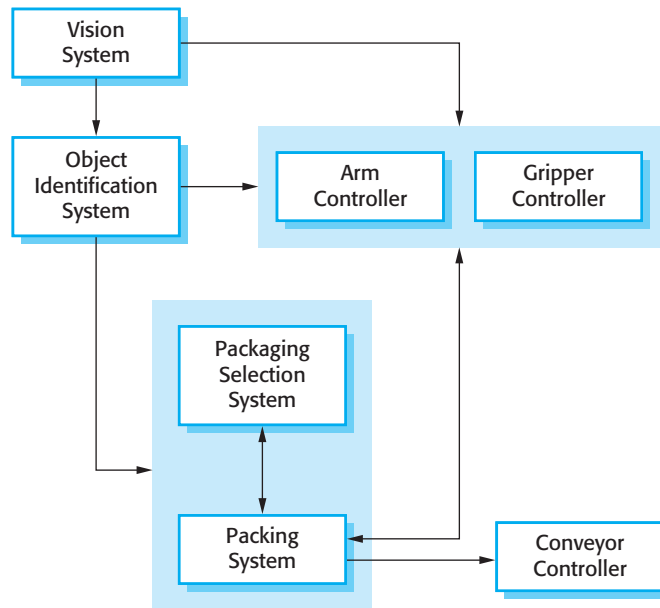 Vision
System
Object
Identification
System
Arm
Controller
Gripper
Controller
Packaging
Selection
System
Packing
System
Conveyor
Controller